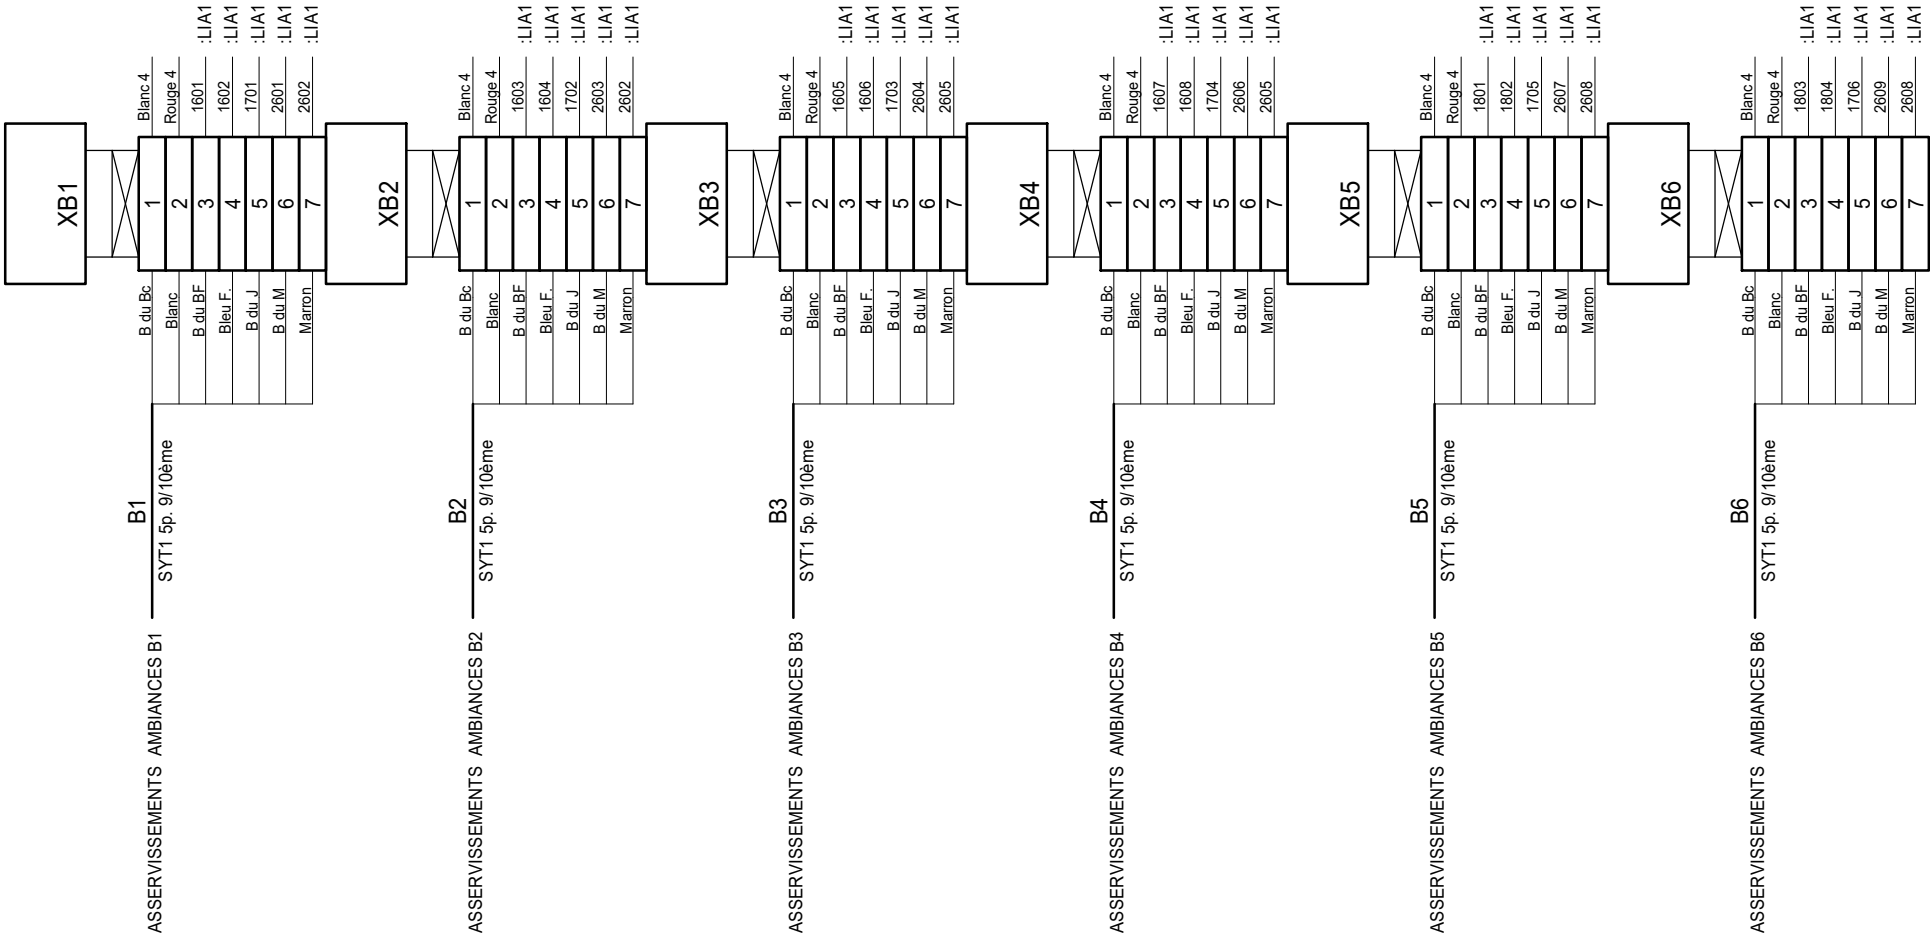 XB1
1
2
3
4
5
6
7
Blanc 4
Rouge 4
1601 :LIA1
1602 :LIA1
1701 :LIA1
2601 :LIA1
2602 :LIA1
B du Bc
Blanc
B du BF
Bleu F.
B du J
B du M
Marron
B1
SYT1 5p. 9/10ème
ASSERVISSEMENTS AMBIANCES B1
XB2
1
2
3
4
5
6
7
Blanc 4
Rouge 4
1603 :LIA1
1604 :LIA1
1702 :LIA1
2603 :LIA1
2602 :LIA1
B du Bc
Blanc
B du BF
Bleu F.
B du J
B du M
Marron
B2
SYT1 5p. 9/10ème
ASSERVISSEMENTS AMBIANCES B2
XB3
1
2
3
4
5
6
7
Blanc 4
Rouge 4
1605 :LIA1
1606 :LIA1
1703 :LIA1
2604 :LIA1
2605 :LIA1
B du Bc
Blanc
B du BF
Bleu F.
B du J
B du M
Marron
B3
SYT1 5p. 9/10ème
ASSERVISSEMENTS AMBIANCES B3
XB4
1
2
3
4
5
6
7
Blanc 4
Rouge 4
1607 :LIA1
1608 :LIA1
1704 :LIA1
2606 :LIA1
2605 :LIA1
B du Bc
Blanc
B du BF
Bleu F.
B du J
B du M
Marron
B4
SYT1 5p. 9/10ème
ASSERVISSEMENTS AMBIANCES B4
XB5
1
2
3
4
5
6
7
Blanc 4
Rouge 4
1801 :LIA1
1802 :LIA1
1705 :LIA1
2607 :LIA1
2608 :LIA1
B du Bc
Blanc
B du BF
Bleu F.
B du J
B du M
Marron
B5
SYT1 5p. 9/10ème
ASSERVISSEMENTS AMBIANCES B5
XB6
1
2
3
4
5
6
7
Blanc 4
Rouge 4
1803 :LIA1
1804 :LIA1
1706 :LIA1
2609 :LIA1
2608 :LIA1
B du Bc
Blanc
B du BF
Bleu F.
B du J
B du M
Marron
B6
SYT1 5p. 9/10ème
ASSERVISSEMENTS AMBIANCES B6